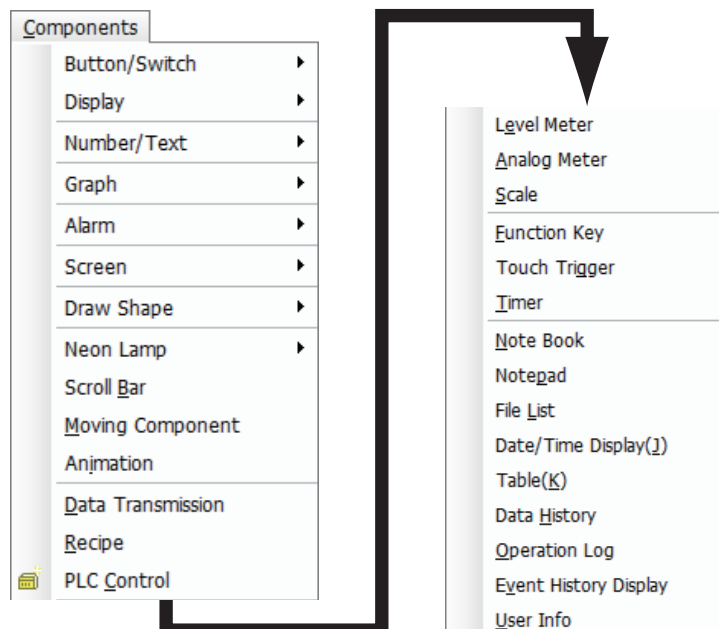 Components
Button/Switch
Display
Number/Text
Graph
Alarm
Screen
Draw Shape
Neon Lamp
Scroll Bar
Moving Component
Animation
Data Transmission
Recipe
PLC Control
Level Meter
Analog Meter
Scale
Function Key
Touch Trigger
Timer
Note Book
Notepad
File List
Date/Time Display(J)
Table(K)
Data History
Operation Log
Event History Display
User Info